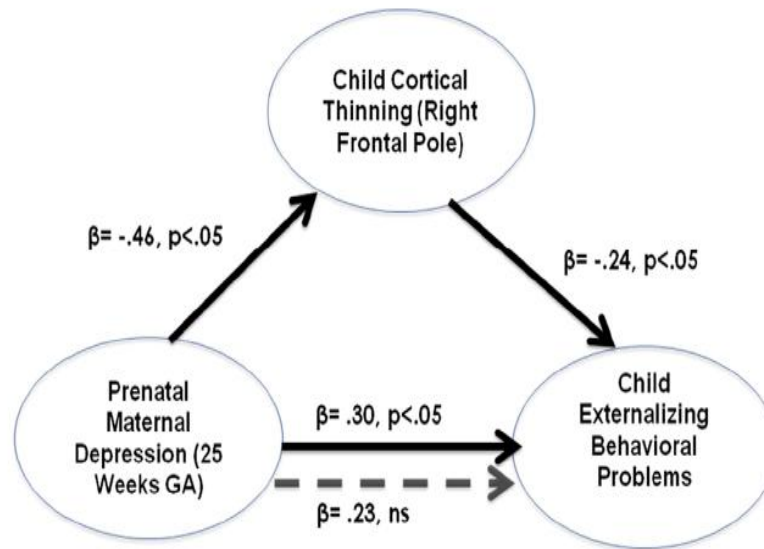 Child Cortical
Thinning (Right
Frontal Pole)
β= -.46, p<.05
β= -.24, p<.05
Prenatal
Maternal
Depression (25
Weeks GA)
β= .30, p<.05
β= .23, ns
Child
Externalizing
Behavioral
Problems